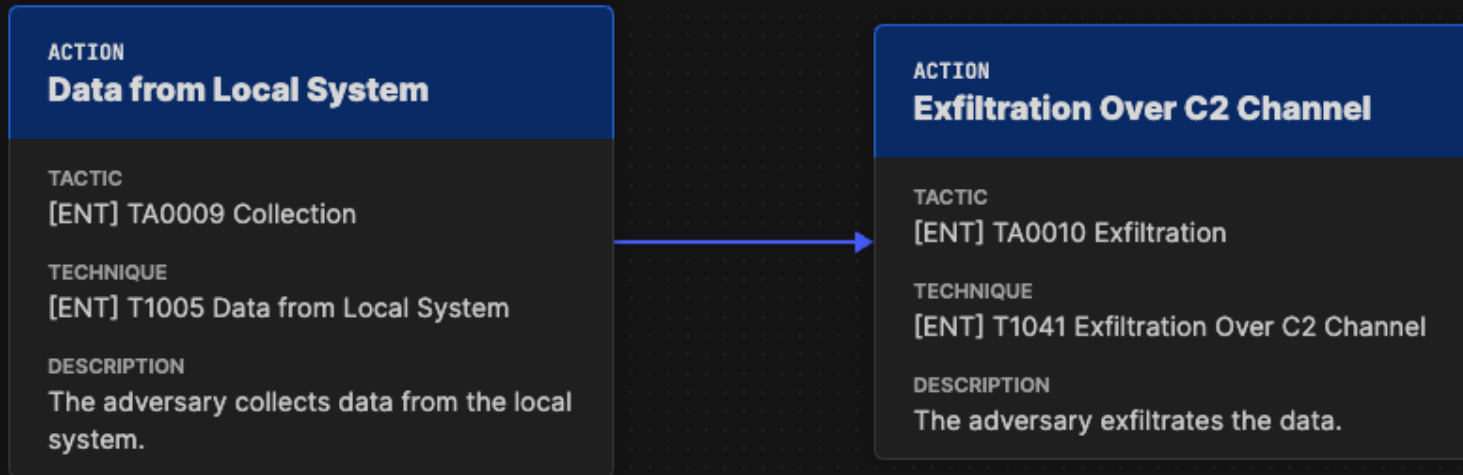 ACTION
Data from Local System
TACTIC
[ENT] TA0009 Collection
TECHNIQUE
[ENT] T1005 Data from Local System
DESCRIPTION
The adversary collects data from the local
system.
ACTION
Exfiltration Over C2 Channel
TACTIC
[ENT] TA0010 Exfiltration
TECHNIQUE
[ENT] T1041 Exfiltration Over C2 Channel
DESCRIPTION
The adversary exfiltrates the data.